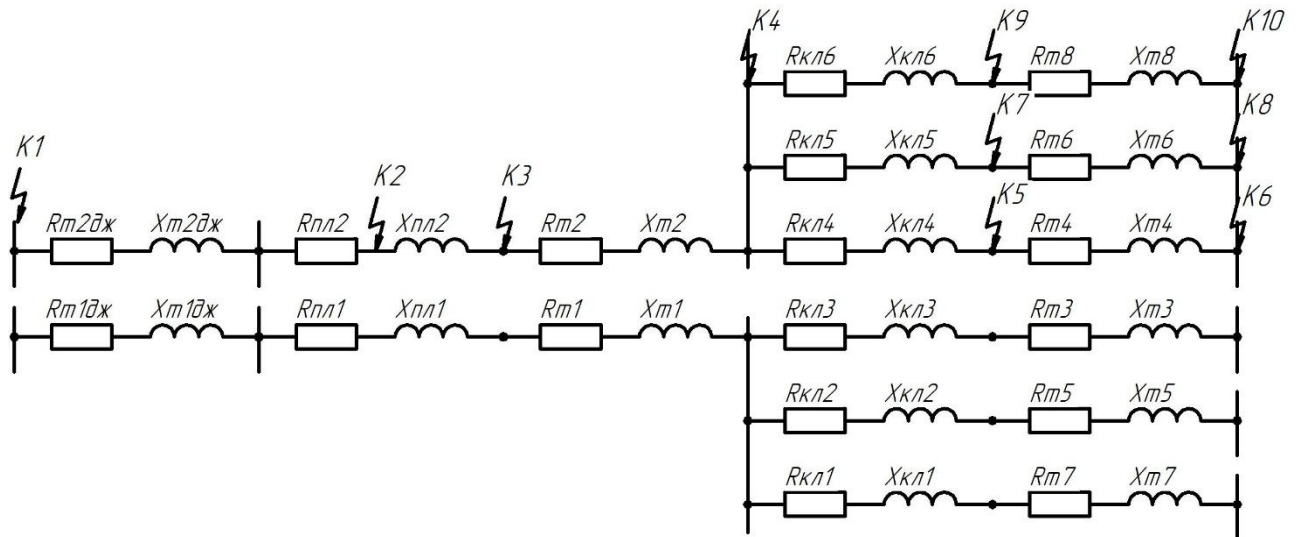 K4 K9 K10
Rкл6 Xкл6 Rт8 Xт8
K7 K8
Rкл5 Xкл5 Rт6 Xт6
K1 K2 K3 K5 K6
Rт2дж Xт2дж Rпл2 Xпл2 Rт2 Xт2 Rкл4 Xкл4 Rт4 Xт4
Rт1дж Xт1дж Rпл1 Xпл1 Rт1 Xт1 Rкл3 Xкл3 Rт3 Xт3
Rкл2 Xкл2 Rт5 Xт5
Rкл1 Xкл1 Rт7 Xт7